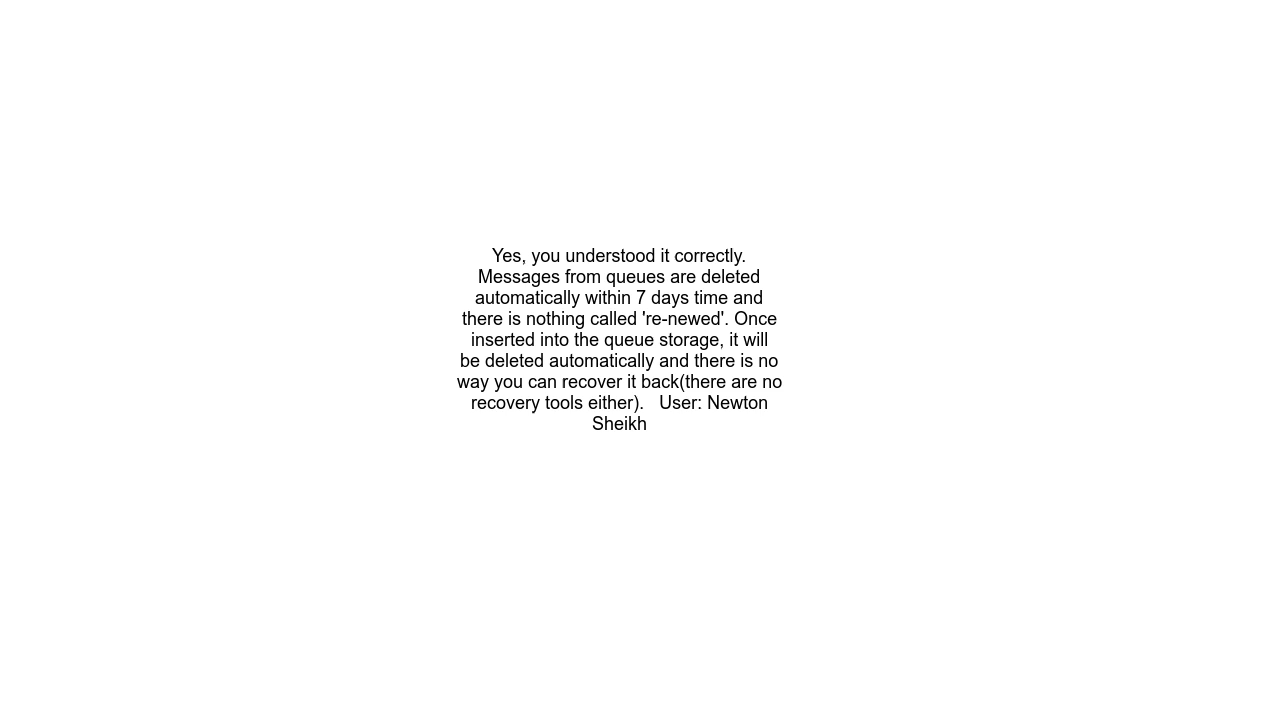 Yes, you understood it correctly.
Messages from queues are deleted
automatically within 7 days time and
there is nothing called 're-newed'. Once
inserted into the queue storage, it will
be deleted automatically and there is no
way you can recover it back(there are no
recovery tools either).   User: Newton
Sheikh